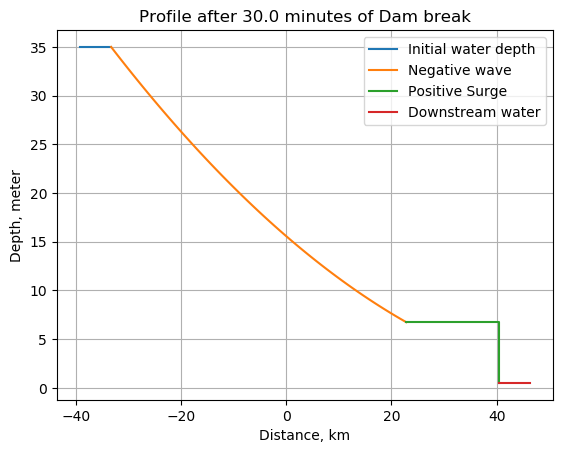 Profile after 30.0 minutes of Dam break
Initial water depth
Negative wave
Positive Surge
Downstream water
Depth, meter
35
30
25
20
15
10
5
0
−40
−20
0
20
40
Distance, km